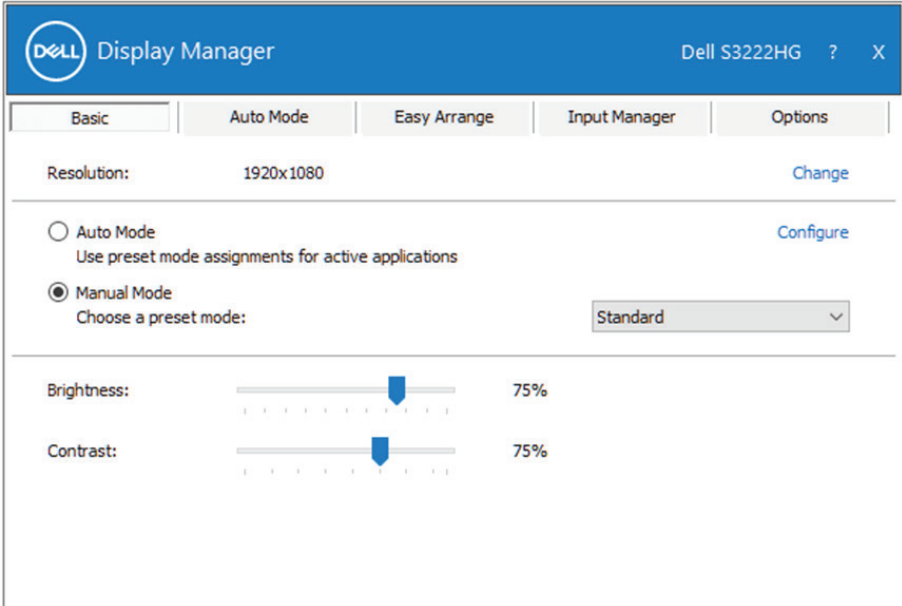 DELL Display Manager Dell S3222HG ? X
Basic Auto Mode Easy Arrange Input Manager Options
Resolution: 1920x1080 Change
Auto Mode Configure
Use preset mode assignments for active applications
Manual Mode
Choose a preset mode: Standard
Brightness: 75%
Contrast: 75%